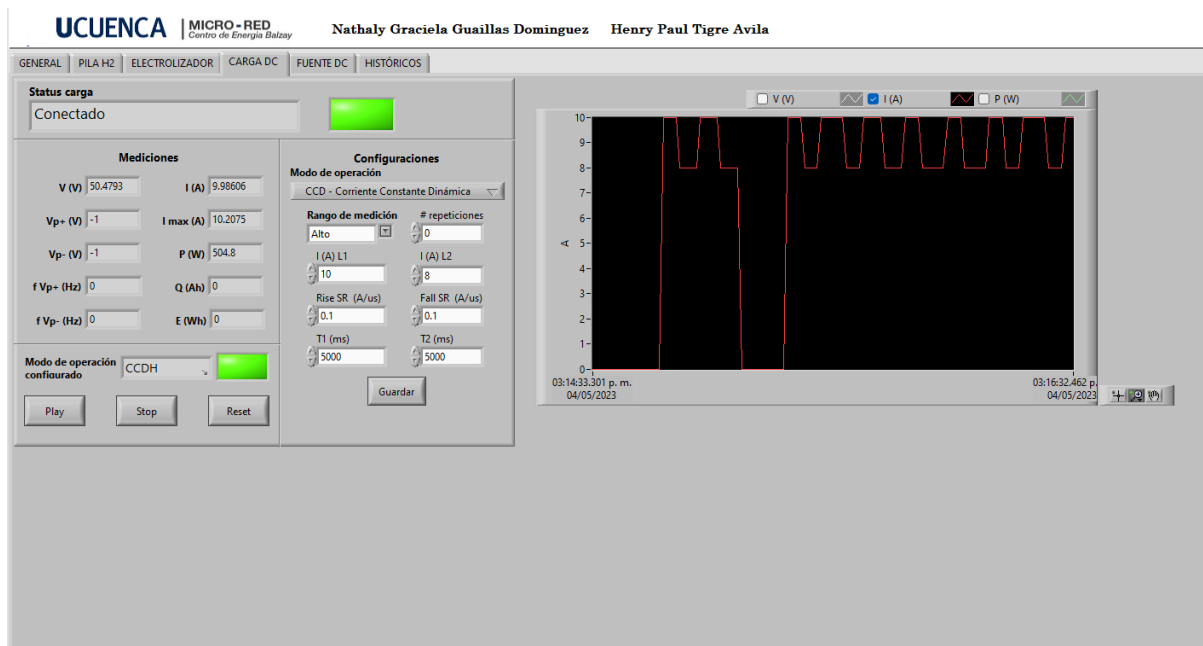 UCUENCA MICRO-RED Nathaly Graciela Guaillas Dominguez Henry Paul Tigre Avila
Centro de Energía Balzay
GENERAL PILA H2 ELECTROLIZADOR CARGA DC FUENTE DC HISTÓRICOS
Status carga
Conectado
Mediciones
V (V) 50.4793 I (A) 9.98606
Vp+ (V) -1 I max (A) 10.2075
Vp- (V) -1 P (W) 504.8
f Vp+ (Hz) 0 Q (Ah) 0
f Vp- (Hz) 0 E (Wh) 0
Modo de operación
configurado
CCDH
Play Stop Reset
Configuraciones
Modo de operación
CCD - Corriente Constante Dinámica
Rango de medición # repeticiones
Alto 0
I (A) L1 I (A) L2
10 8
Rise SR (A/us) Fall SR (A/us)
0.1 0.1
T1 (ms) T2 (ms)
5000 5000
Guardar
V (V) I (A) P (W)
10
9
8
7
6
A 5
4
3
2
1
0
03:14:33.301 p. m. 03:16:32.462 p.
04/05/2023 04/05/2023